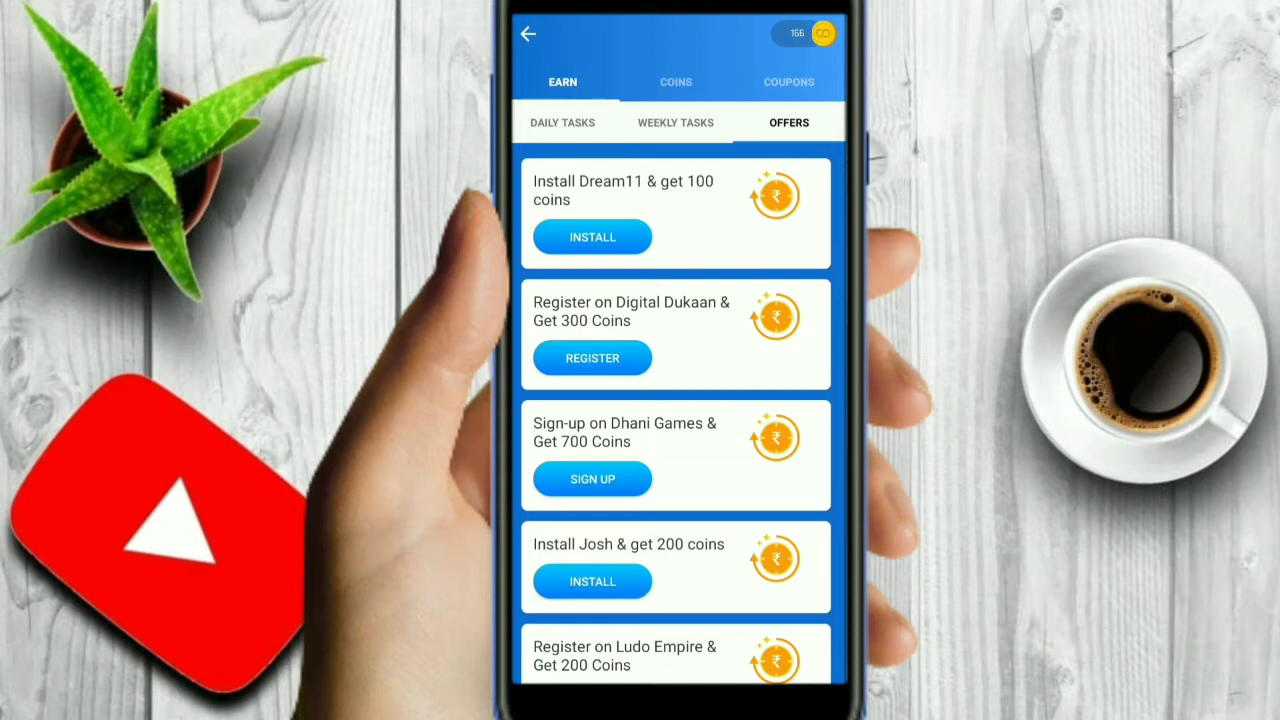 166
EARN
COINS
COUPONS
DAILY TASKS
WEEKLY TASKS
OFFERS
Install Dream11 & get 100
coins
INSTALL
Register on Digital Dukaan &
Get 300 Coins
REGISTER
Sign-up on Dhani Games &
Get 700 Coins
SIGN UP
Install Josh & get 200 coins
INSTALL
Register on Ludo Empire &
Get 200 Coins